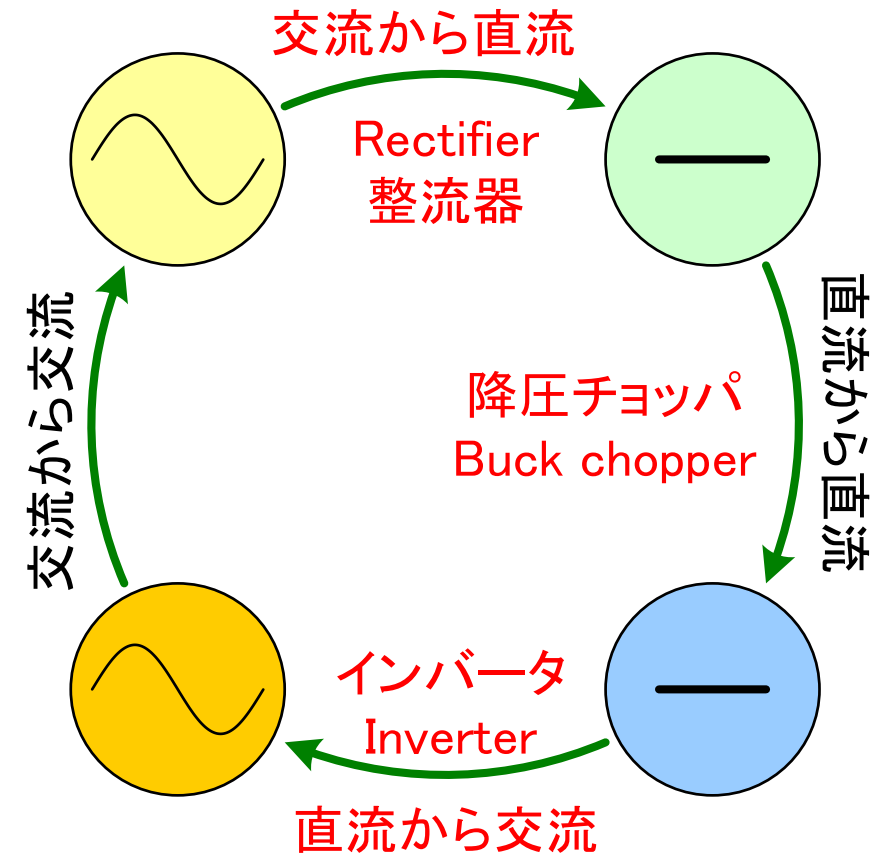 交流から直流
Rectifier
整流器
直流から直流
降圧チョッパ
Buck chopper
インバータ
Inverter
直流から交流
交流から交流